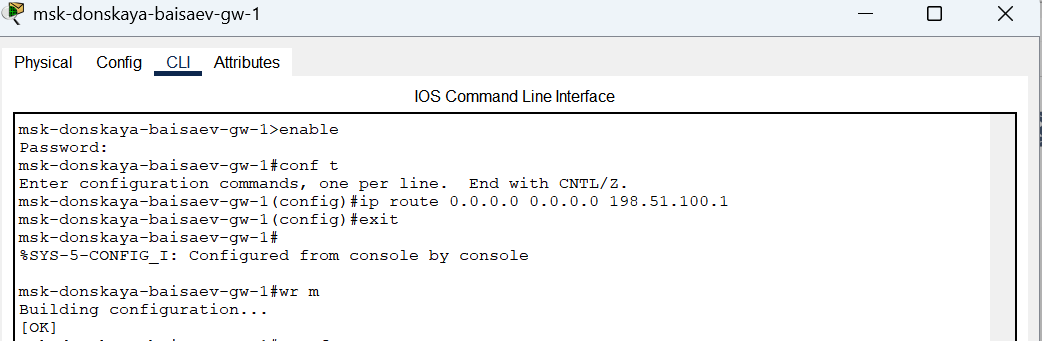 msk-donskaya-baisaev-gw-1
Physical Config CLI Attributes
IOS Command Line Interface
msk-donskaya-baisaev-gw-1>enable
Password:
msk-donskaya-baisaev-gw-1#conf t
Enter configuration commands, one per line.  End with CNTL/Z.
msk-donskaya-baisaev-gw-1(config)#ip route 0.0.0.0 0.0.0.0 198.51.100.1
msk-donskaya-baisaev-gw-1(config)#exit
msk-donskaya-baisaev-gw-1#
%SYS-5-CONFIG_I: Configured from console by console
msk-donskaya-baisaev-gw-1#wr m
Building configuration...
[OK]